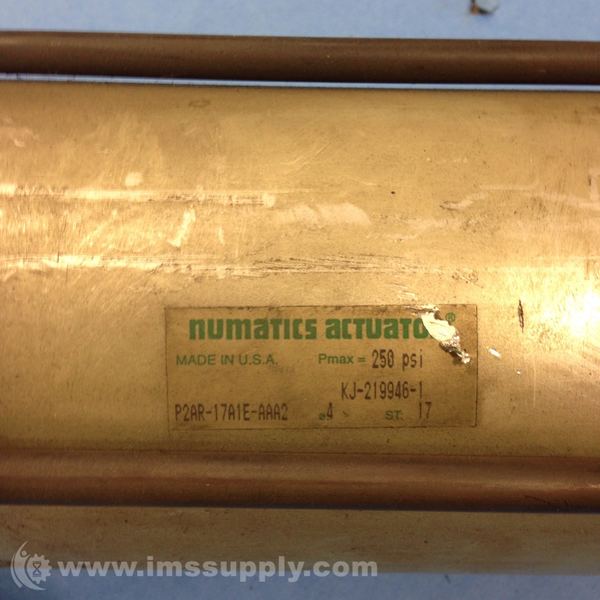 numatics actuato ®
MADE IN U.S.A. Pmax = 250 psi
KJ-219946-1
P2AR-17A1E-AAA2 ⌀4 ST. 17
www.imssupply.com